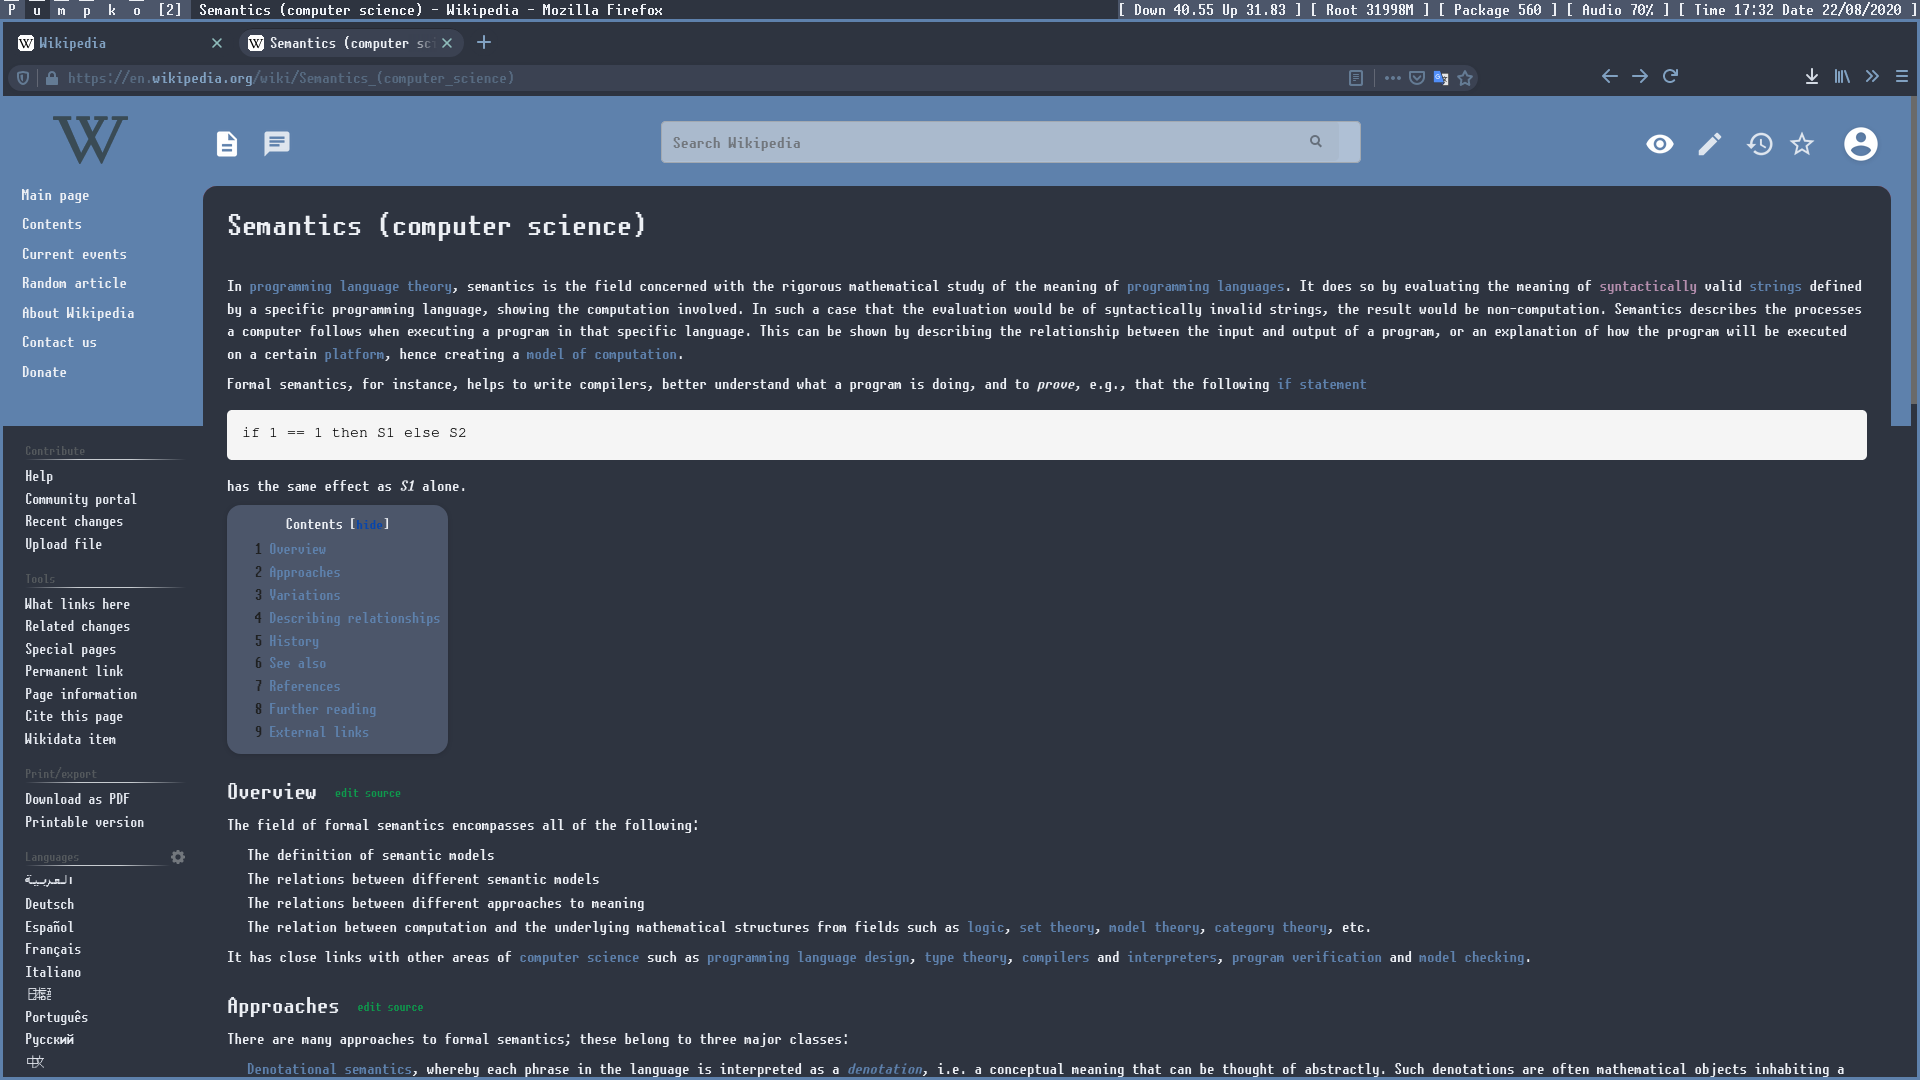 P u m p k o [2] Semantics (computer science) - Wikipedia - Mozilla Firefox [ Down 40.55 Up 31.83 ] [ Root 31998M ] [ Package 560 ] [ Audio 70% ] [ Time 17:32 Date 22/08/2020 ]
Wikipedia Semantics (computer sci
https://en.wikipedia.org/wiki/Semantics_(computer_science)
W
Search Wikipedia
Main page
Contents
Current events
Random article
About Wikipedia
Contact us
Donate
Contribute
Help
Community portal
Recent changes
Upload file
Tools
What links here
Related changes
Special pages
Permanent link
Page information
Cite this page
Wikidata item
Print/export
Download as PDF
Printable version
Languages
العربية
Deutsch
Español
Français
Italiano
日本語
Português
Русский
中文
Semantics (computer science)
In programming language theory, semantics is the field concerned with the rigorous mathematical study of the meaning of programming languages. It does so by evaluating the meaning of syntactically valid strings defined
by a specific programming language, showing the computation involved. In such a case that the evaluation would be of syntactically invalid strings, the result would be non-computation. Semantics describes the processes
a computer follows when executing a program in that specific language. This can be shown by describing the relationship between the input and output of a program, or an explanation of how the program will be executed
on a certain platform, hence creating a model of computation.
Formal semantics, for instance, helps to write compilers, better understand what a program is doing, and to prove, e.g., that the following if statement
if 1 == 1 then S1 else S2
has the same effect as S1 alone.
Contents [hide]
1 Overview
2 Approaches
3 Variations
4 Describing relationships
5 History
6 See also
7 References
8 Further reading
9 External links
Overview edit source
The field of formal semantics encompasses all of the following:
The definition of semantic models
The relations between different semantic models
The relations between different approaches to meaning
The relation between computation and the underlying mathematical structures from fields such as logic, set theory, model theory, category theory, etc.
It has close links with other areas of computer science such as programming language design, type theory, compilers and interpreters, program verification and model checking.
Approaches edit source
There are many approaches to formal semantics; these belong to three major classes:
Denotational semantics, whereby each phrase in the language is interpreted as a denotation, i.e. a conceptual meaning that can be thought of abstractly. Such denotations are often mathematical objects inhabiting a